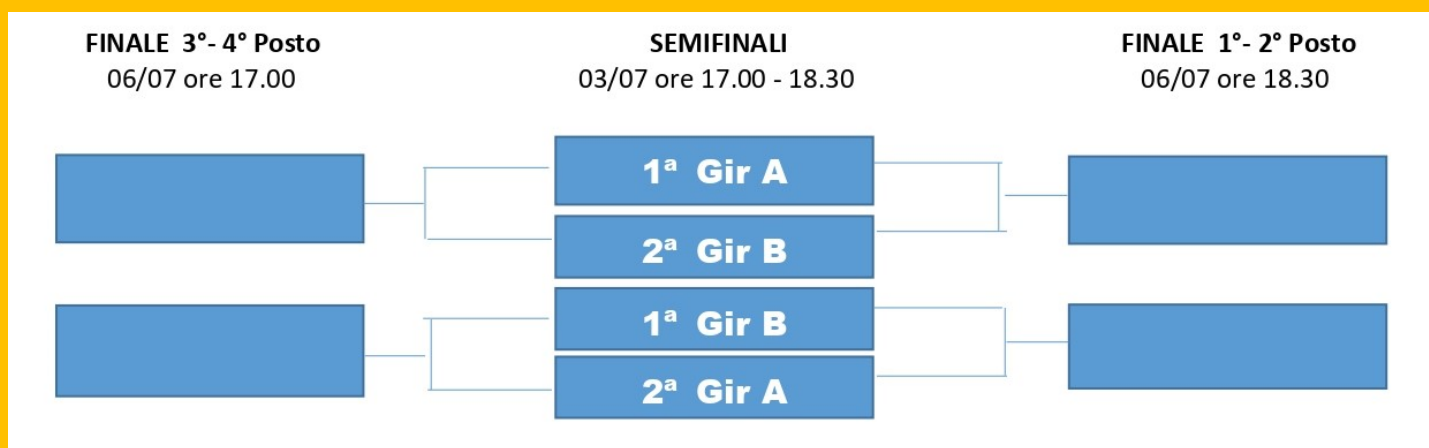 FINALE 3°- 4° Posto
06/07 ore 17.00
SEMIFINALI
03/07 ore 17.00 - 18.30
FINALE 1°- 2° Posto
06/07 ore 18.30
1ª Gir A
2ª Gir B
1ª Gir B
2ª Gir A